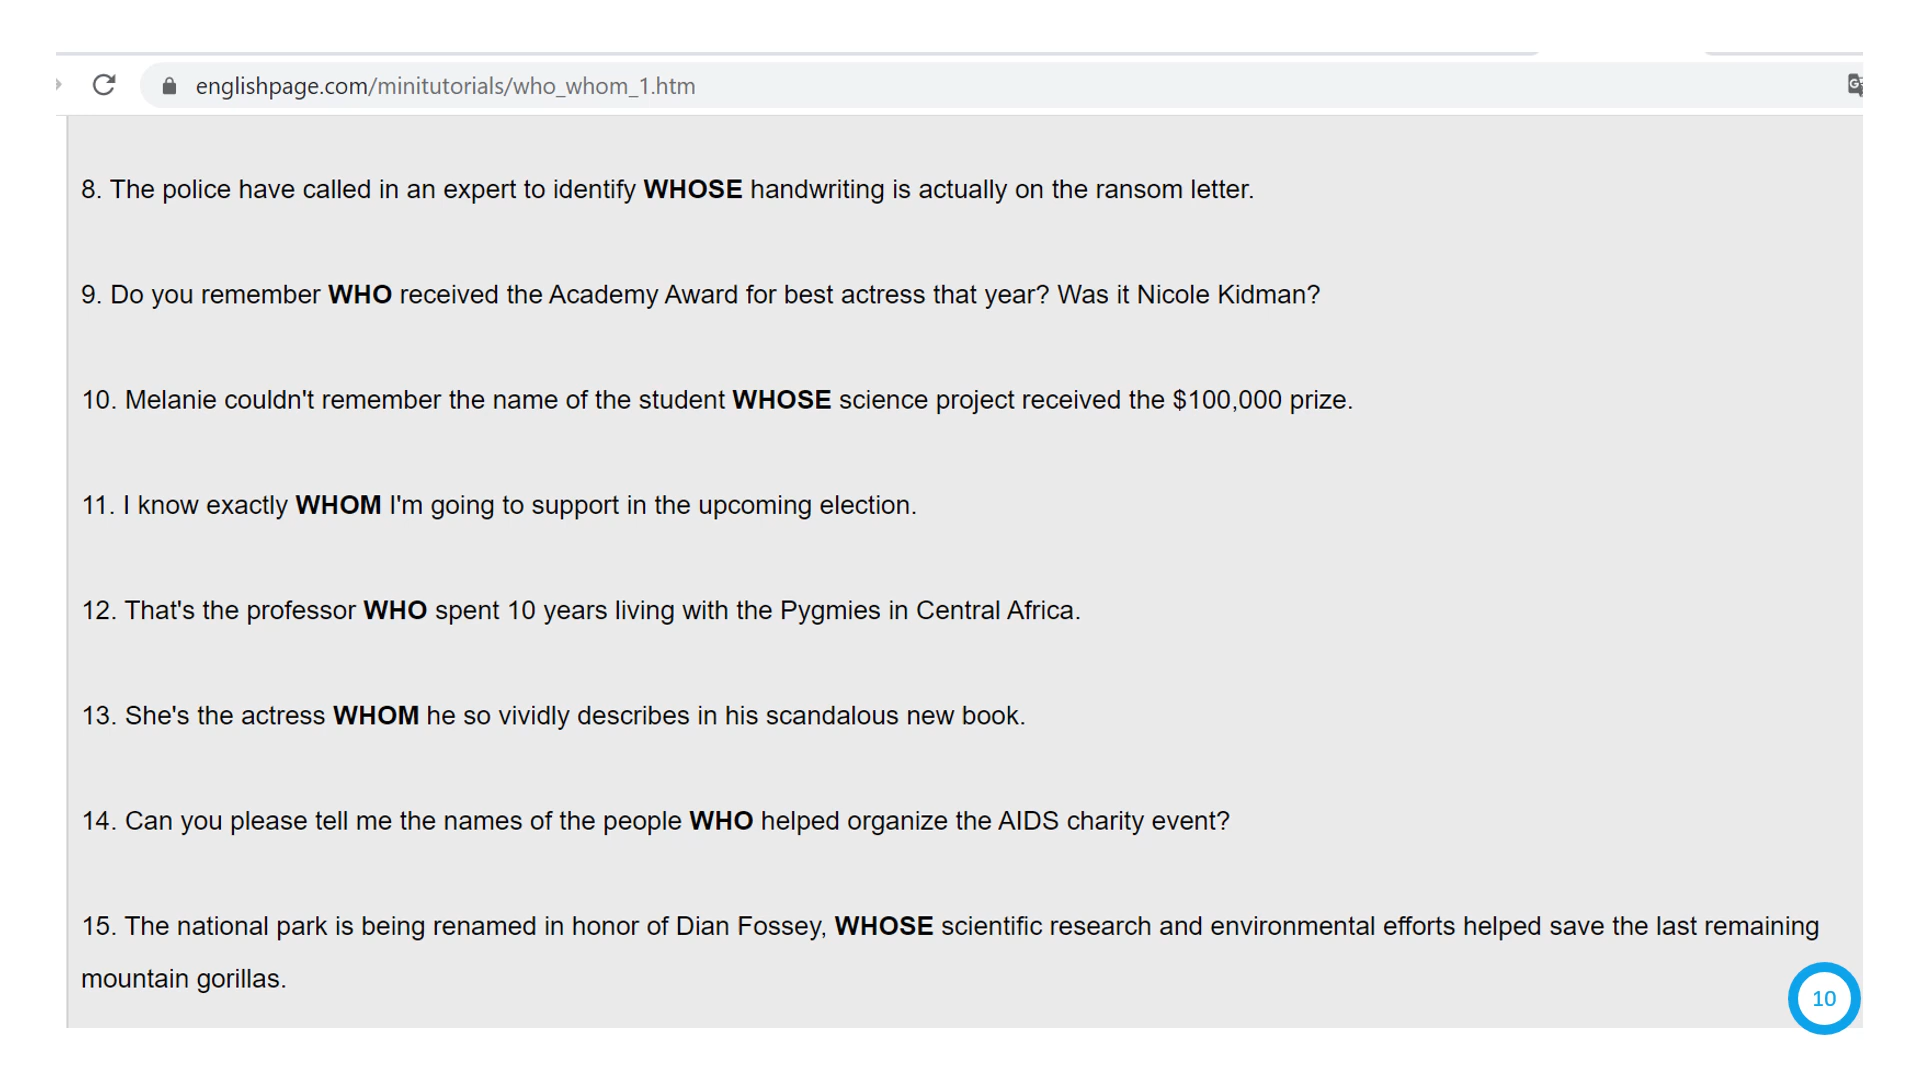 englishpage.com/minitutorials/who_whom_1.htm
8. The police have called in an expert to identify WHOSE handwriting is actually on the ransom letter.
9. Do you remember WHO received the Academy Award for best actress that year? Was it Nicole Kidman?
10. Melanie couldn't remember the name of the student WHOSE science project received the $100,000 prize.
11. I know exactly WHOM I'm going to support in the upcoming election.
12. That's the professor WHO spent 10 years living with the Pygmies in Central Africa.
13. She's the actress WHOM he so vividly describes in his scandalous new book.
14. Can you please tell me the names of the people WHO helped organize the AIDS charity event?
15. The national park is being renamed in honor of Dian Fossey, WHOSE scientific research and environmental efforts helped save the last remaining
mountain gorillas.
10